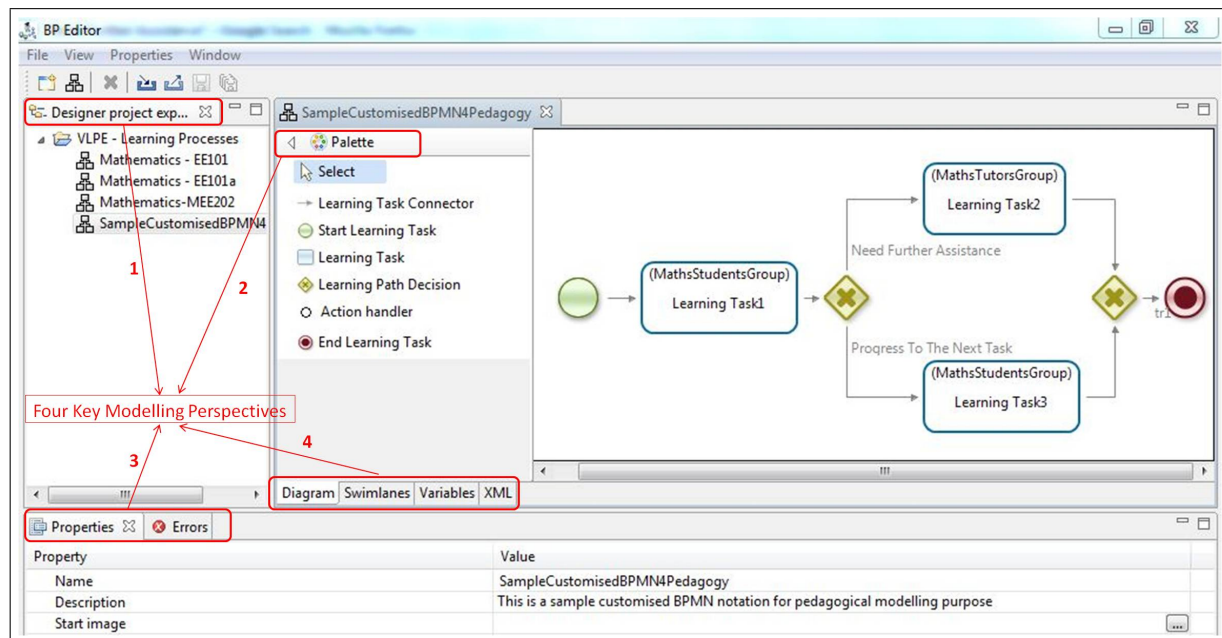 BP Editor
File View Properties Window
Designer project exp...
SampleCustomisedBPMN4Pedagogy
VLPE - Learning Processes
Mathematics - EE101
Mathematics - EE101a
Mathematics-MEE202
SampleCustomisedBPMN4
Palette
Select
Learning Task Connector
Start Learning Task
Learning Task
Learning Path Decision
Action handler
End Learning Task
(MathsStudentsGroup)
Learning Task1
(MathsTutorsGroup)
Learning Task2
Need Further Assistance
Progress To The Next Task
(MathsStudentsGroup)
Learning Task3
tr1
1
2
Four Key Modelling Perspectives
3
4
Diagram Swimlanes Variables XML
Properties Errors
Property Value
Name SampleCustomisedBPMN4Pedagogy
Description This is a sample customised BPMN notation for pedagogical modelling purpose
Start image ...